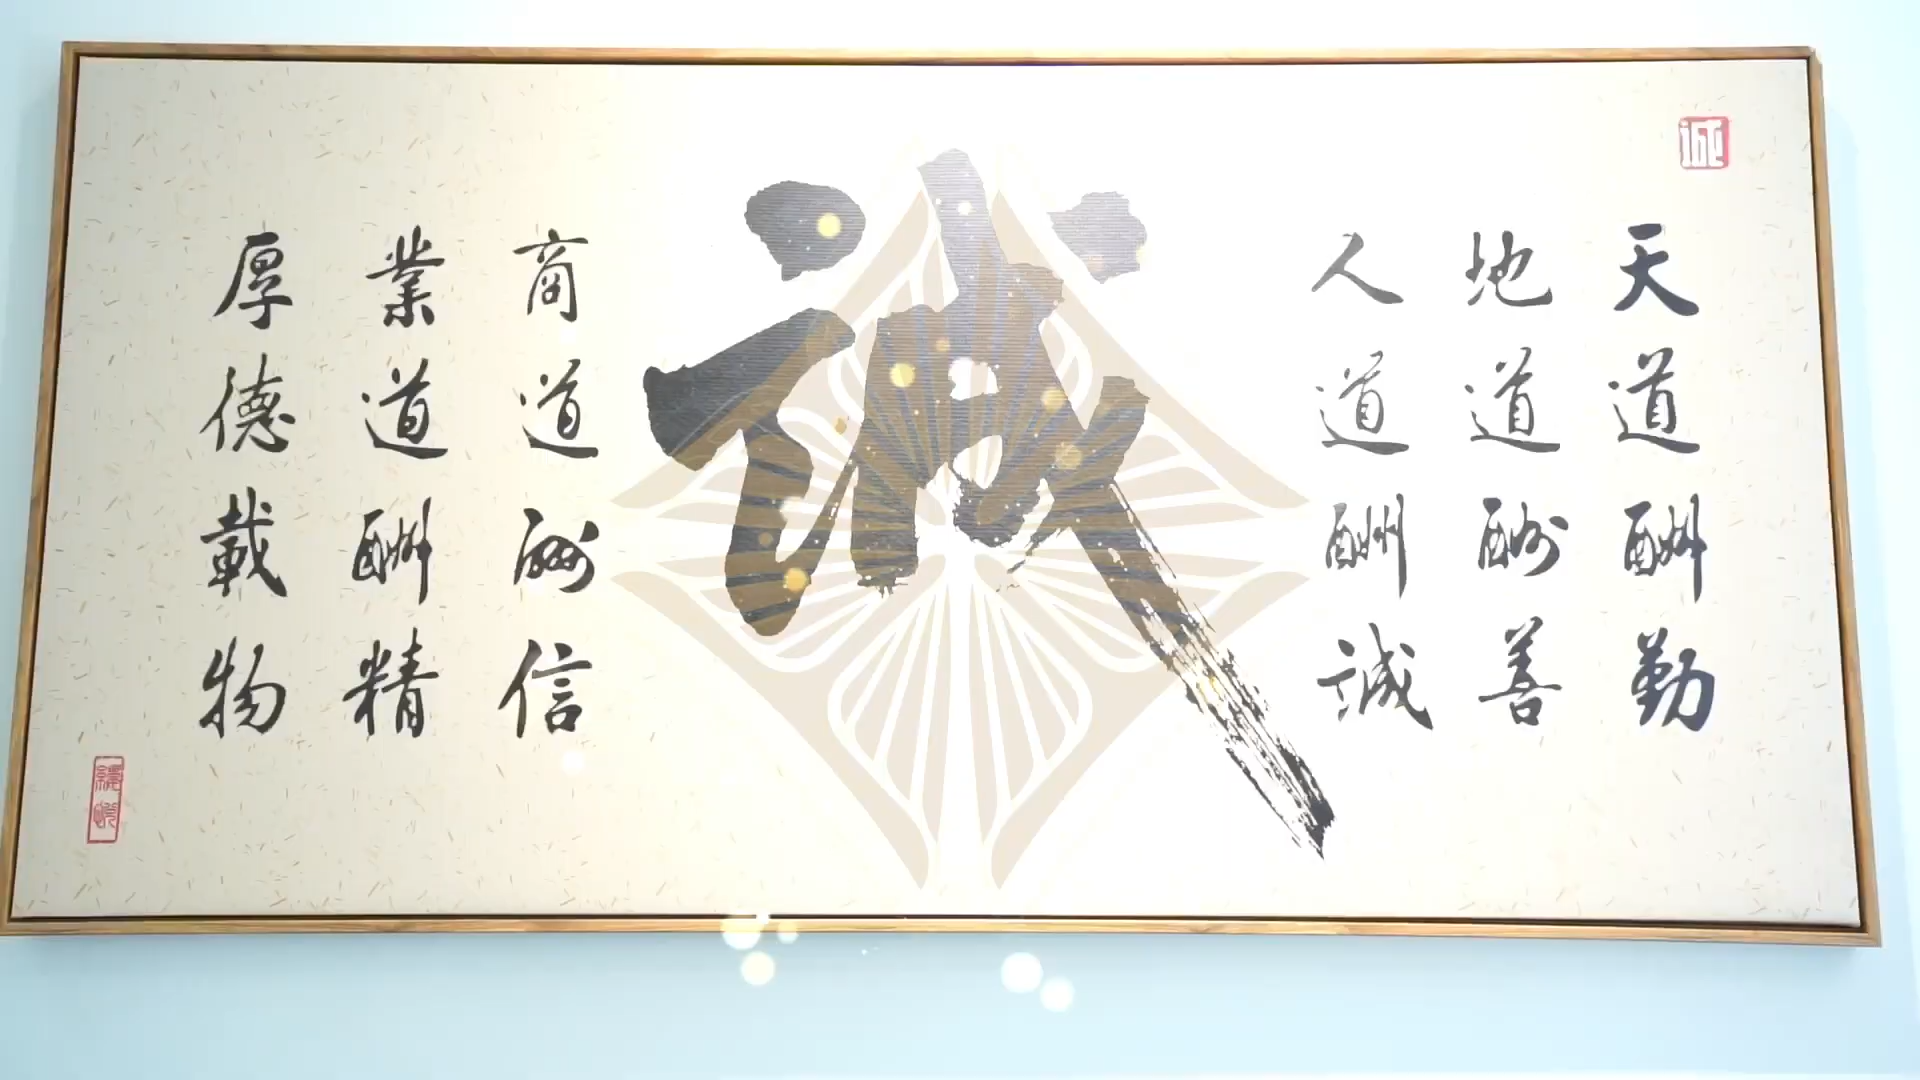 天道酬勤
地道酬善
人道酬誠
诚
商道酬信
業道酬精
厚德載物
诚